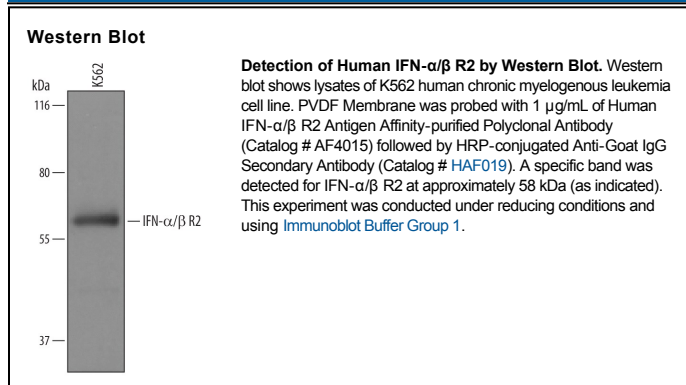 Western Blot
kDa
K562
116
80
IFN-α/β R2
55
37
Detection of Human IFN-α/β R2 by Western Blot. Western
blot shows lysates of K562 human chronic myelogenous leukemia
cell line. PVDF Membrane was probed with 1 µg/mL of Human
IFN-α/β R2 Antigen Affinity-purified Polyclonal Antibody
(Catalog # AF4015) followed by HRP-conjugated Anti-Goat IgG
Secondary Antibody (Catalog # HAF019). A specific band was
detected for IFN-α/β R2 at approximately 58 kDa (as indicated).
This experiment was conducted under reducing conditions and
using Immunoblot Buffer Group 1.